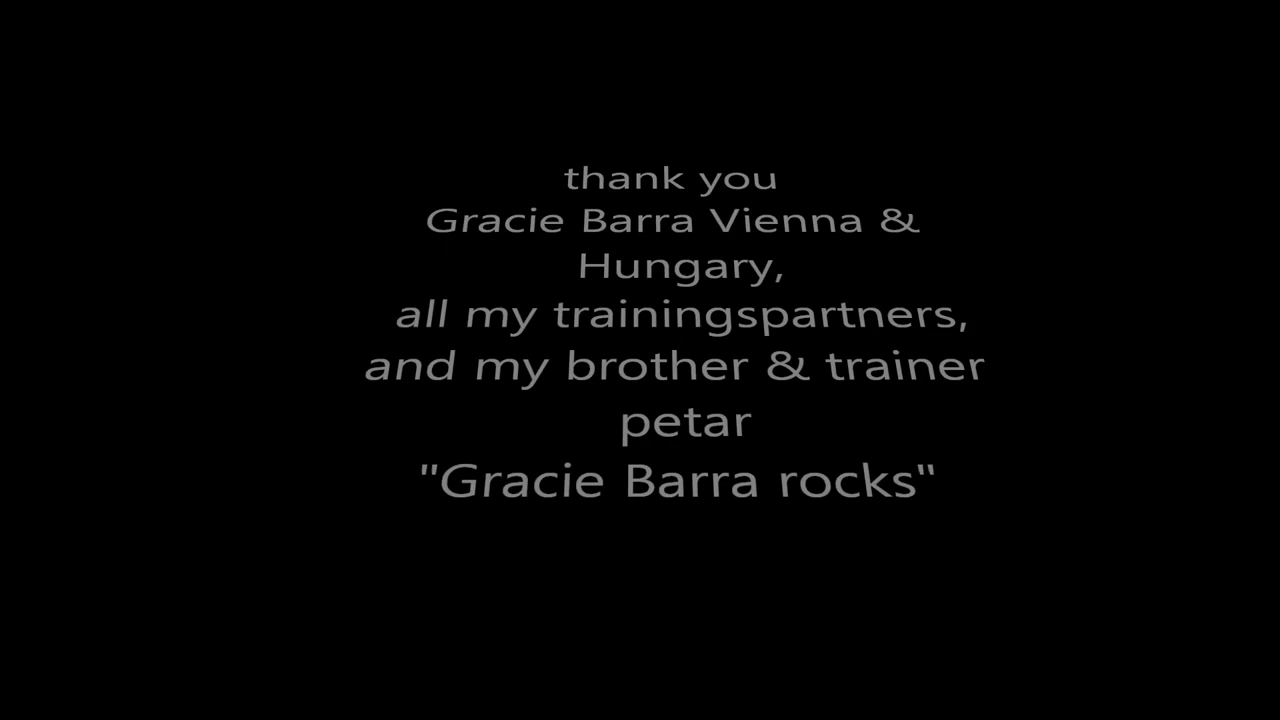 thank you
Gracie Barra Vienna &
Hungary,
all my trainingspartners,
and my brother & trainer
petar
"Gracie Barra rocks"